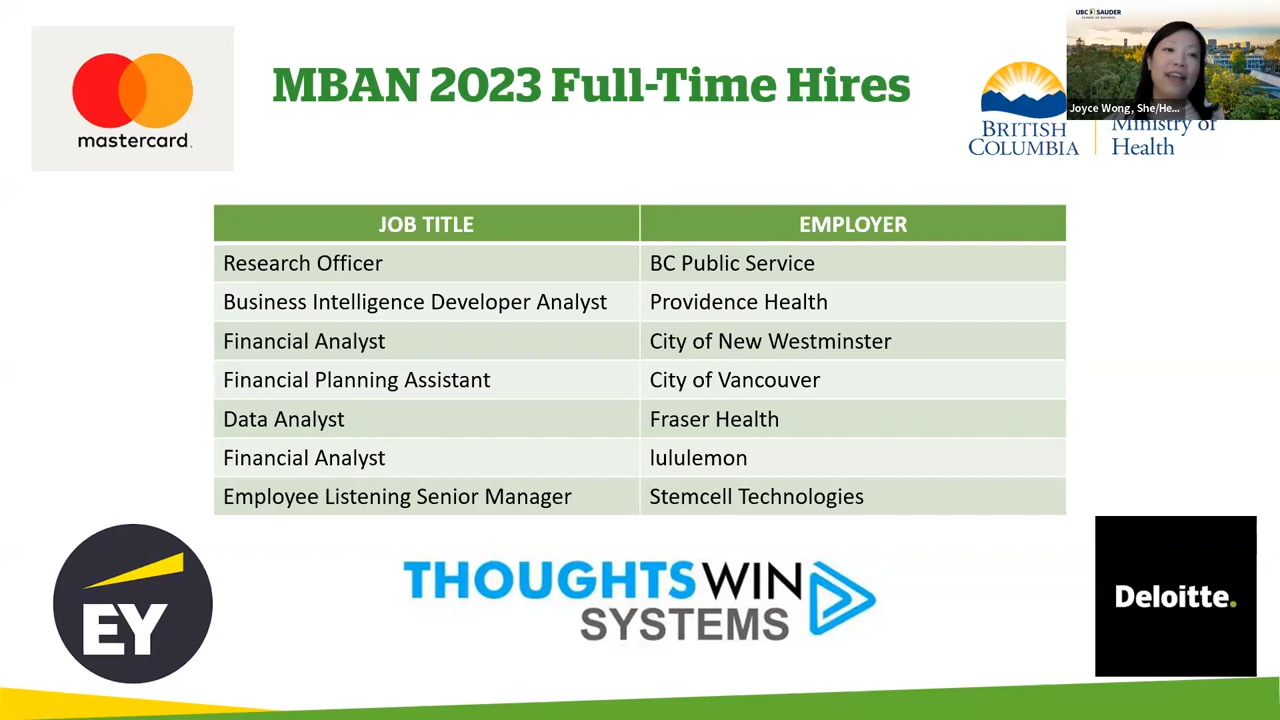 UBC SAUDER
SCHOOL OF BUSINESS
Joyce Wong, She/He...
mastercard.
MBAN 2023 Full-Time Hires
BRITISH
COLUMBIA
Ministry of
Health
JOB TITLE EMPLOYER
Research Officer BC Public Service
Business Intelligence Developer Analyst Providence Health
Financial Analyst City of New Westminster
Financial Planning Assistant City of Vancouver
Data Analyst Fraser Health
Financial Analyst lululemon
Employee Listening Senior Manager Stemcell Technologies
EY
THOUGHTSWIN
SYSTEMS
Deloitte.